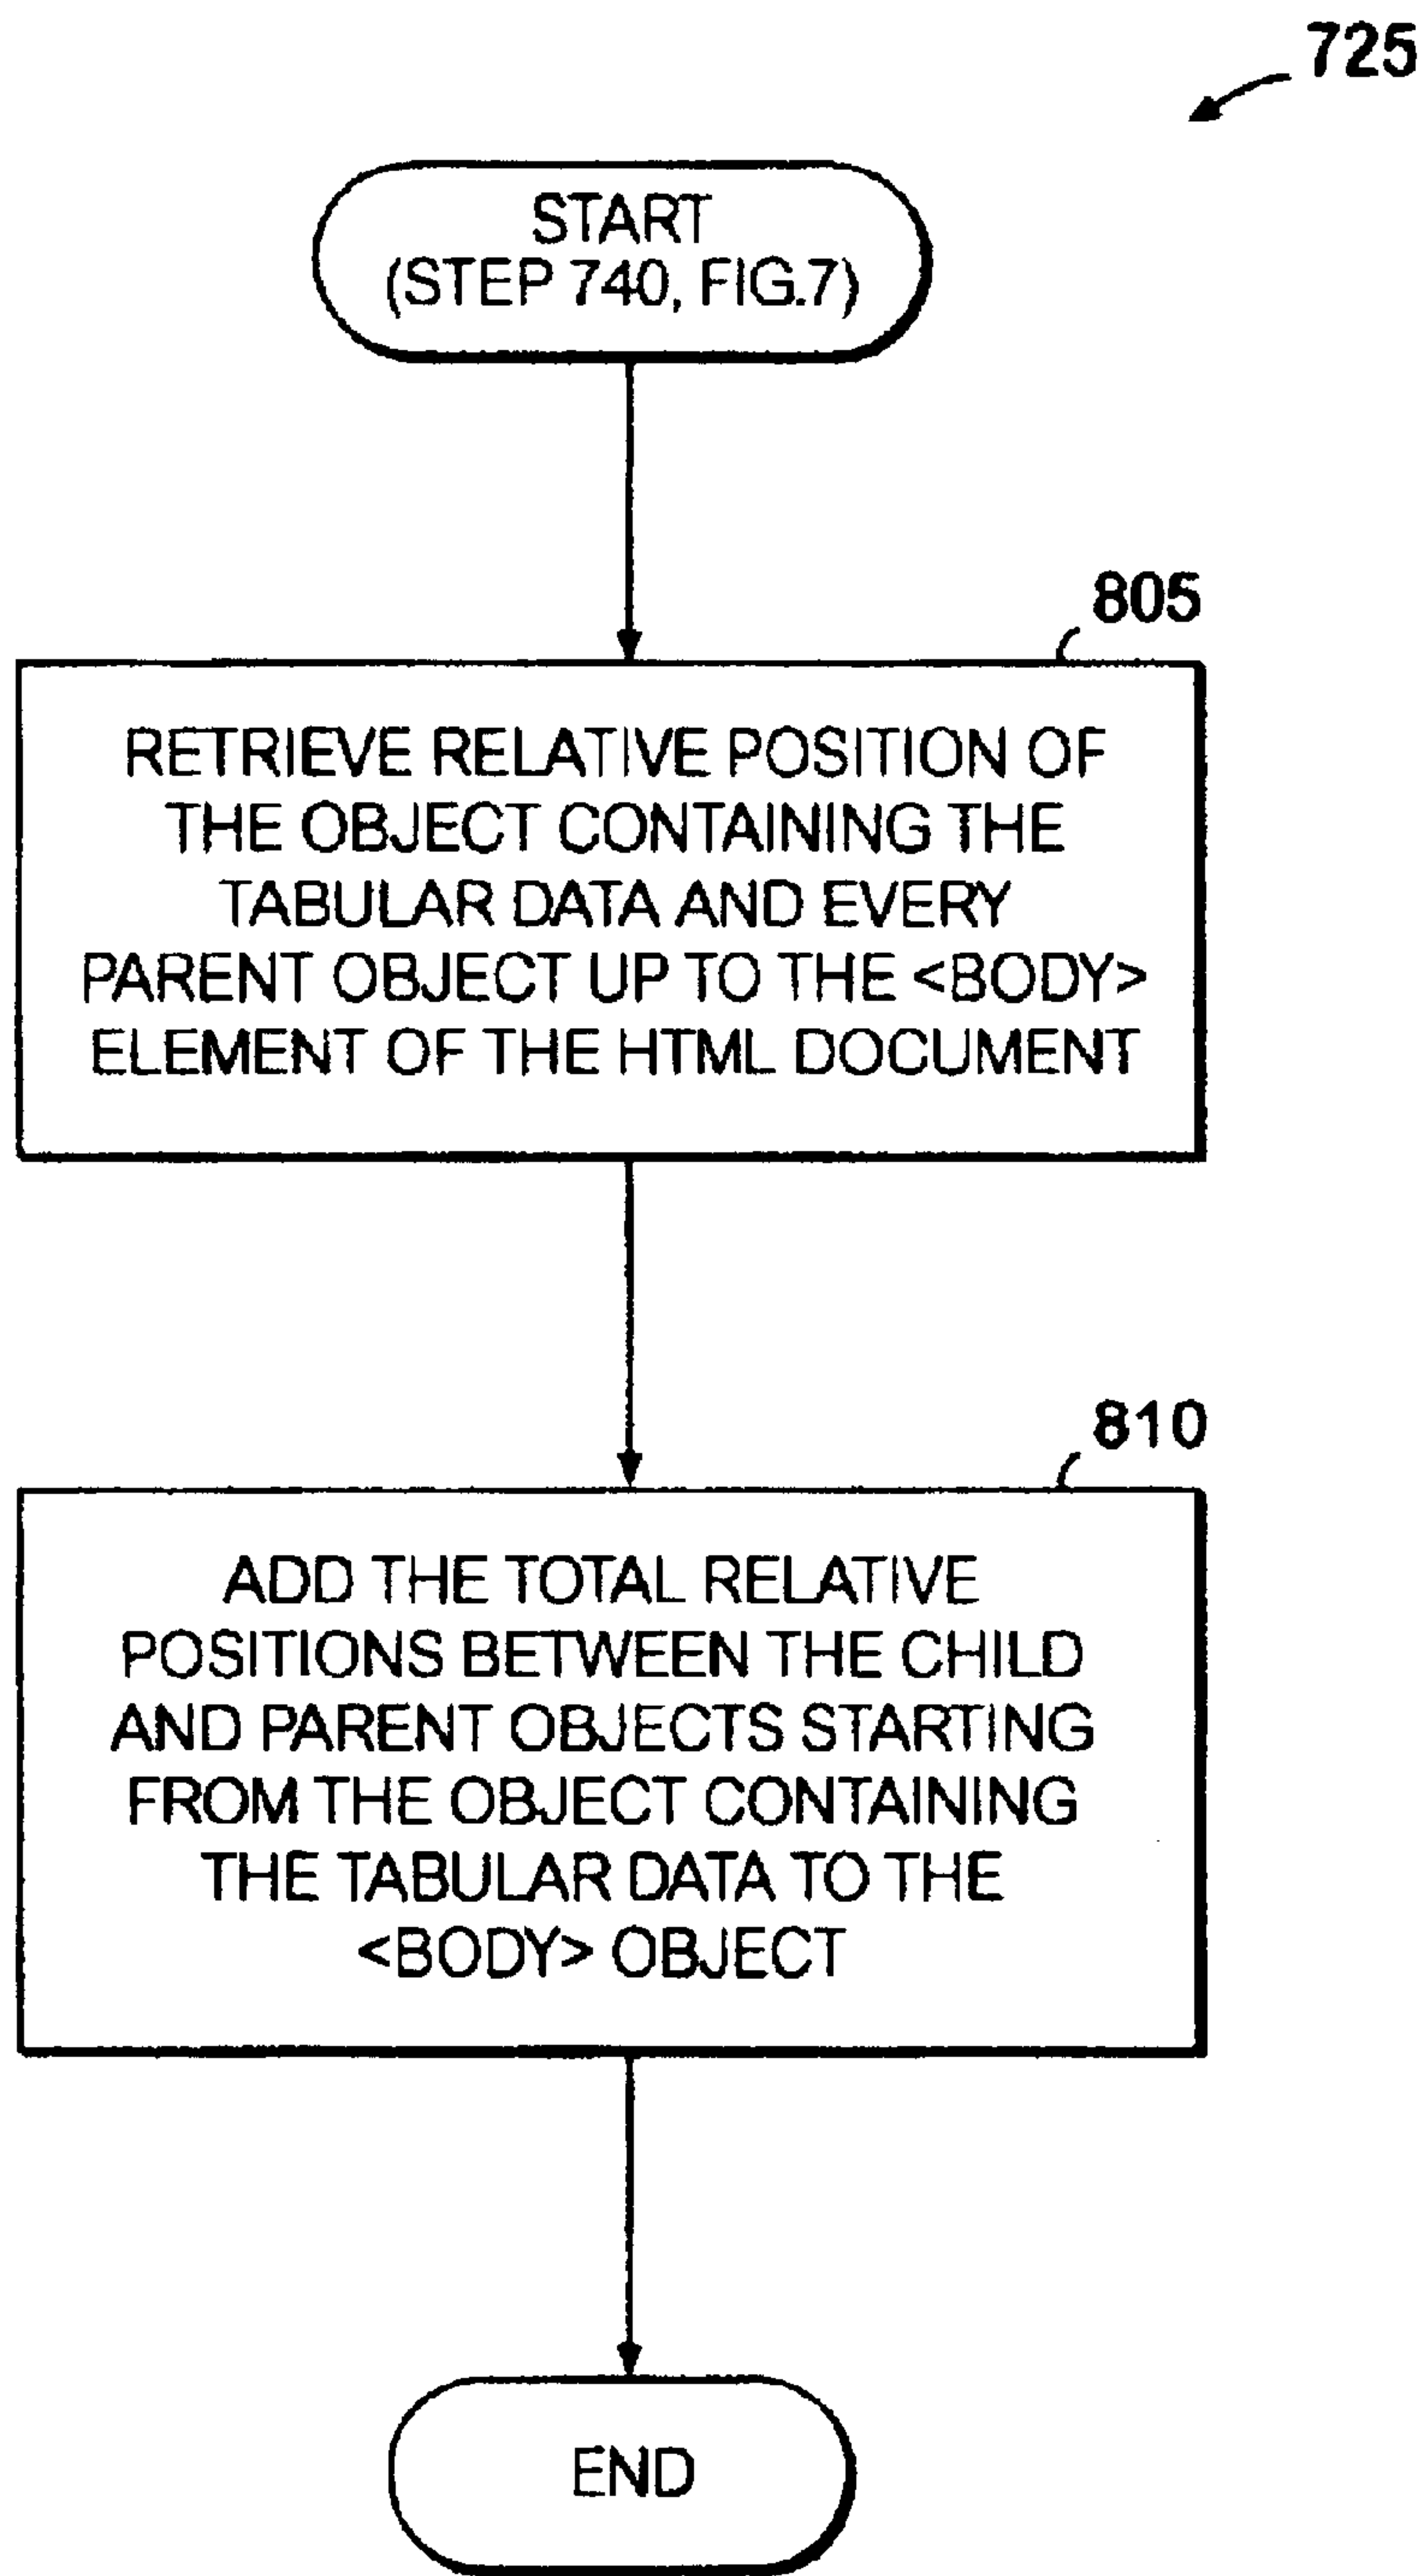 725
START
(STEP 740, FIG.7)
805
RETRIEVE RELATIVE POSITION OF
THE OBJECT CONTAINING THE
TABULAR DATA AND EVERY
PARENT OBJECT UP TO THE <BODY>
ELEMENT OF THE HTML DOCUMENT
810
ADD THE TOTAL RELATIVE
POSITIONS BETWEEN THE CHILD
AND PARENT OBJECTS STARTING
FROM THE OBJECT CONTAINING
THE TABULAR DATA TO THE
<BODY> OBJECT
END